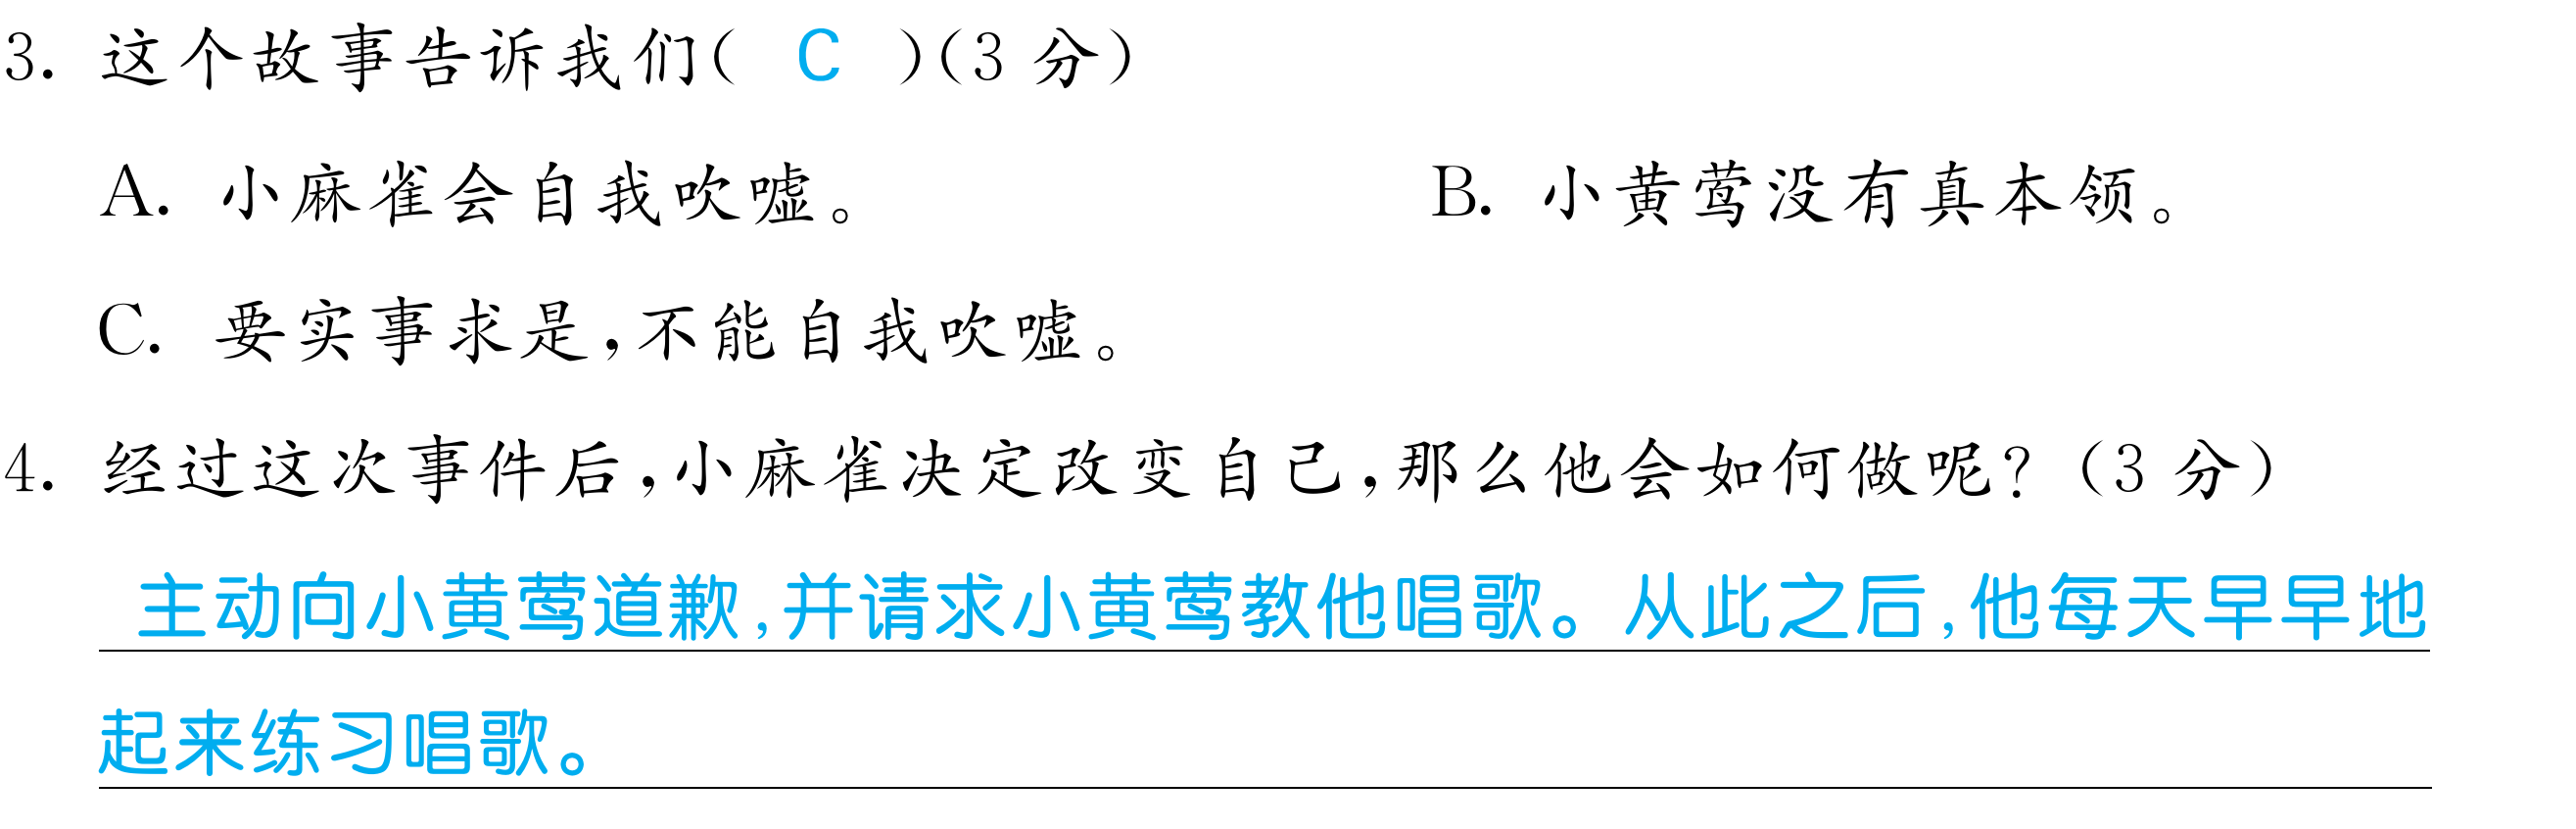 3. 这个故事告诉我们( C )(3 分)
A. 小麻雀会自我吹嘘。 B. 小黄莺没有真本领。
C. 要实事求是,不能自我吹嘘。
4. 经过这次事件后,小麻雀决定改变自己,那么他会如何做呢? (3 分)
主动向小黄莺道歉,并请求小黄莺教他唱歌。从此之后,他每天早早地
起来练习唱歌。